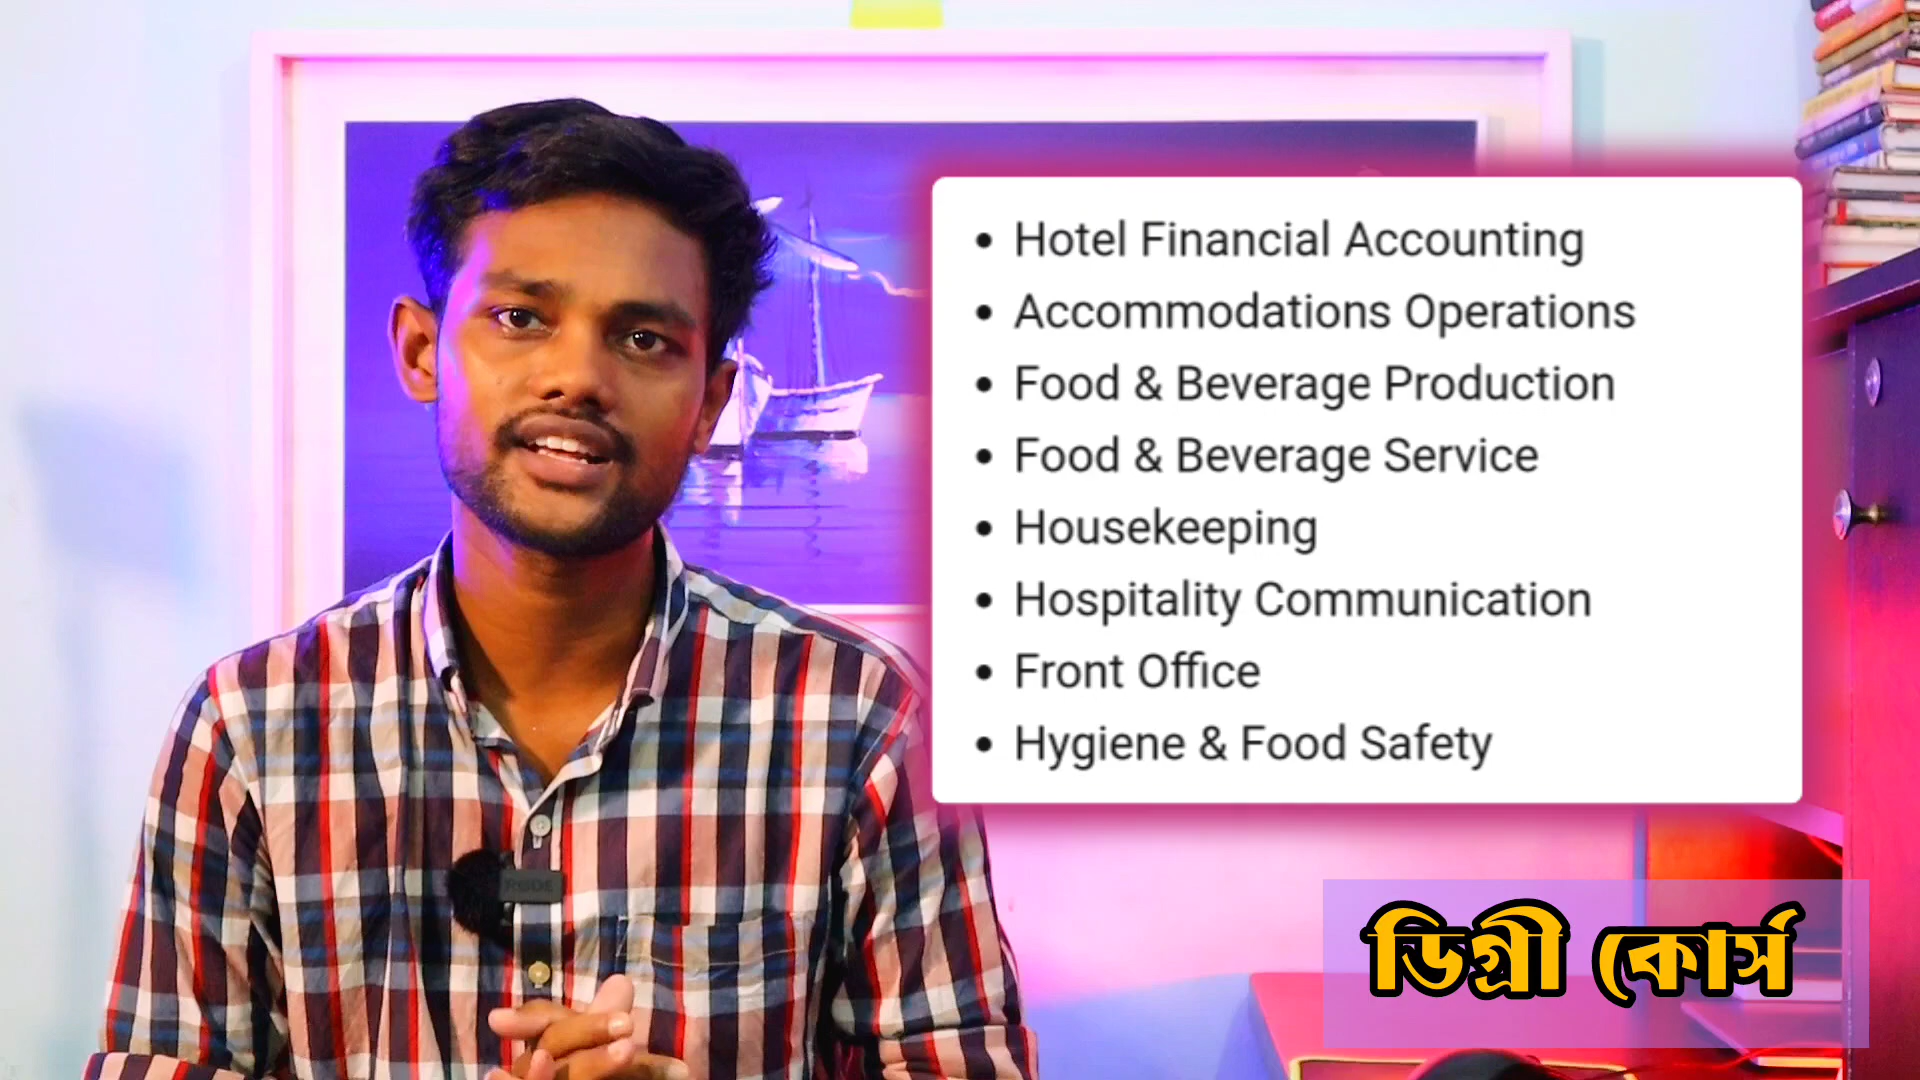 • Hotel Financial Accounting
• Accommodations Operations
• Food & Beverage Production
• Food & Beverage Service
• Housekeeping
• Hospitality Communication
• Front Office
• Hygiene & Food Safety
RØDE
ডিগ্রী কোর্স